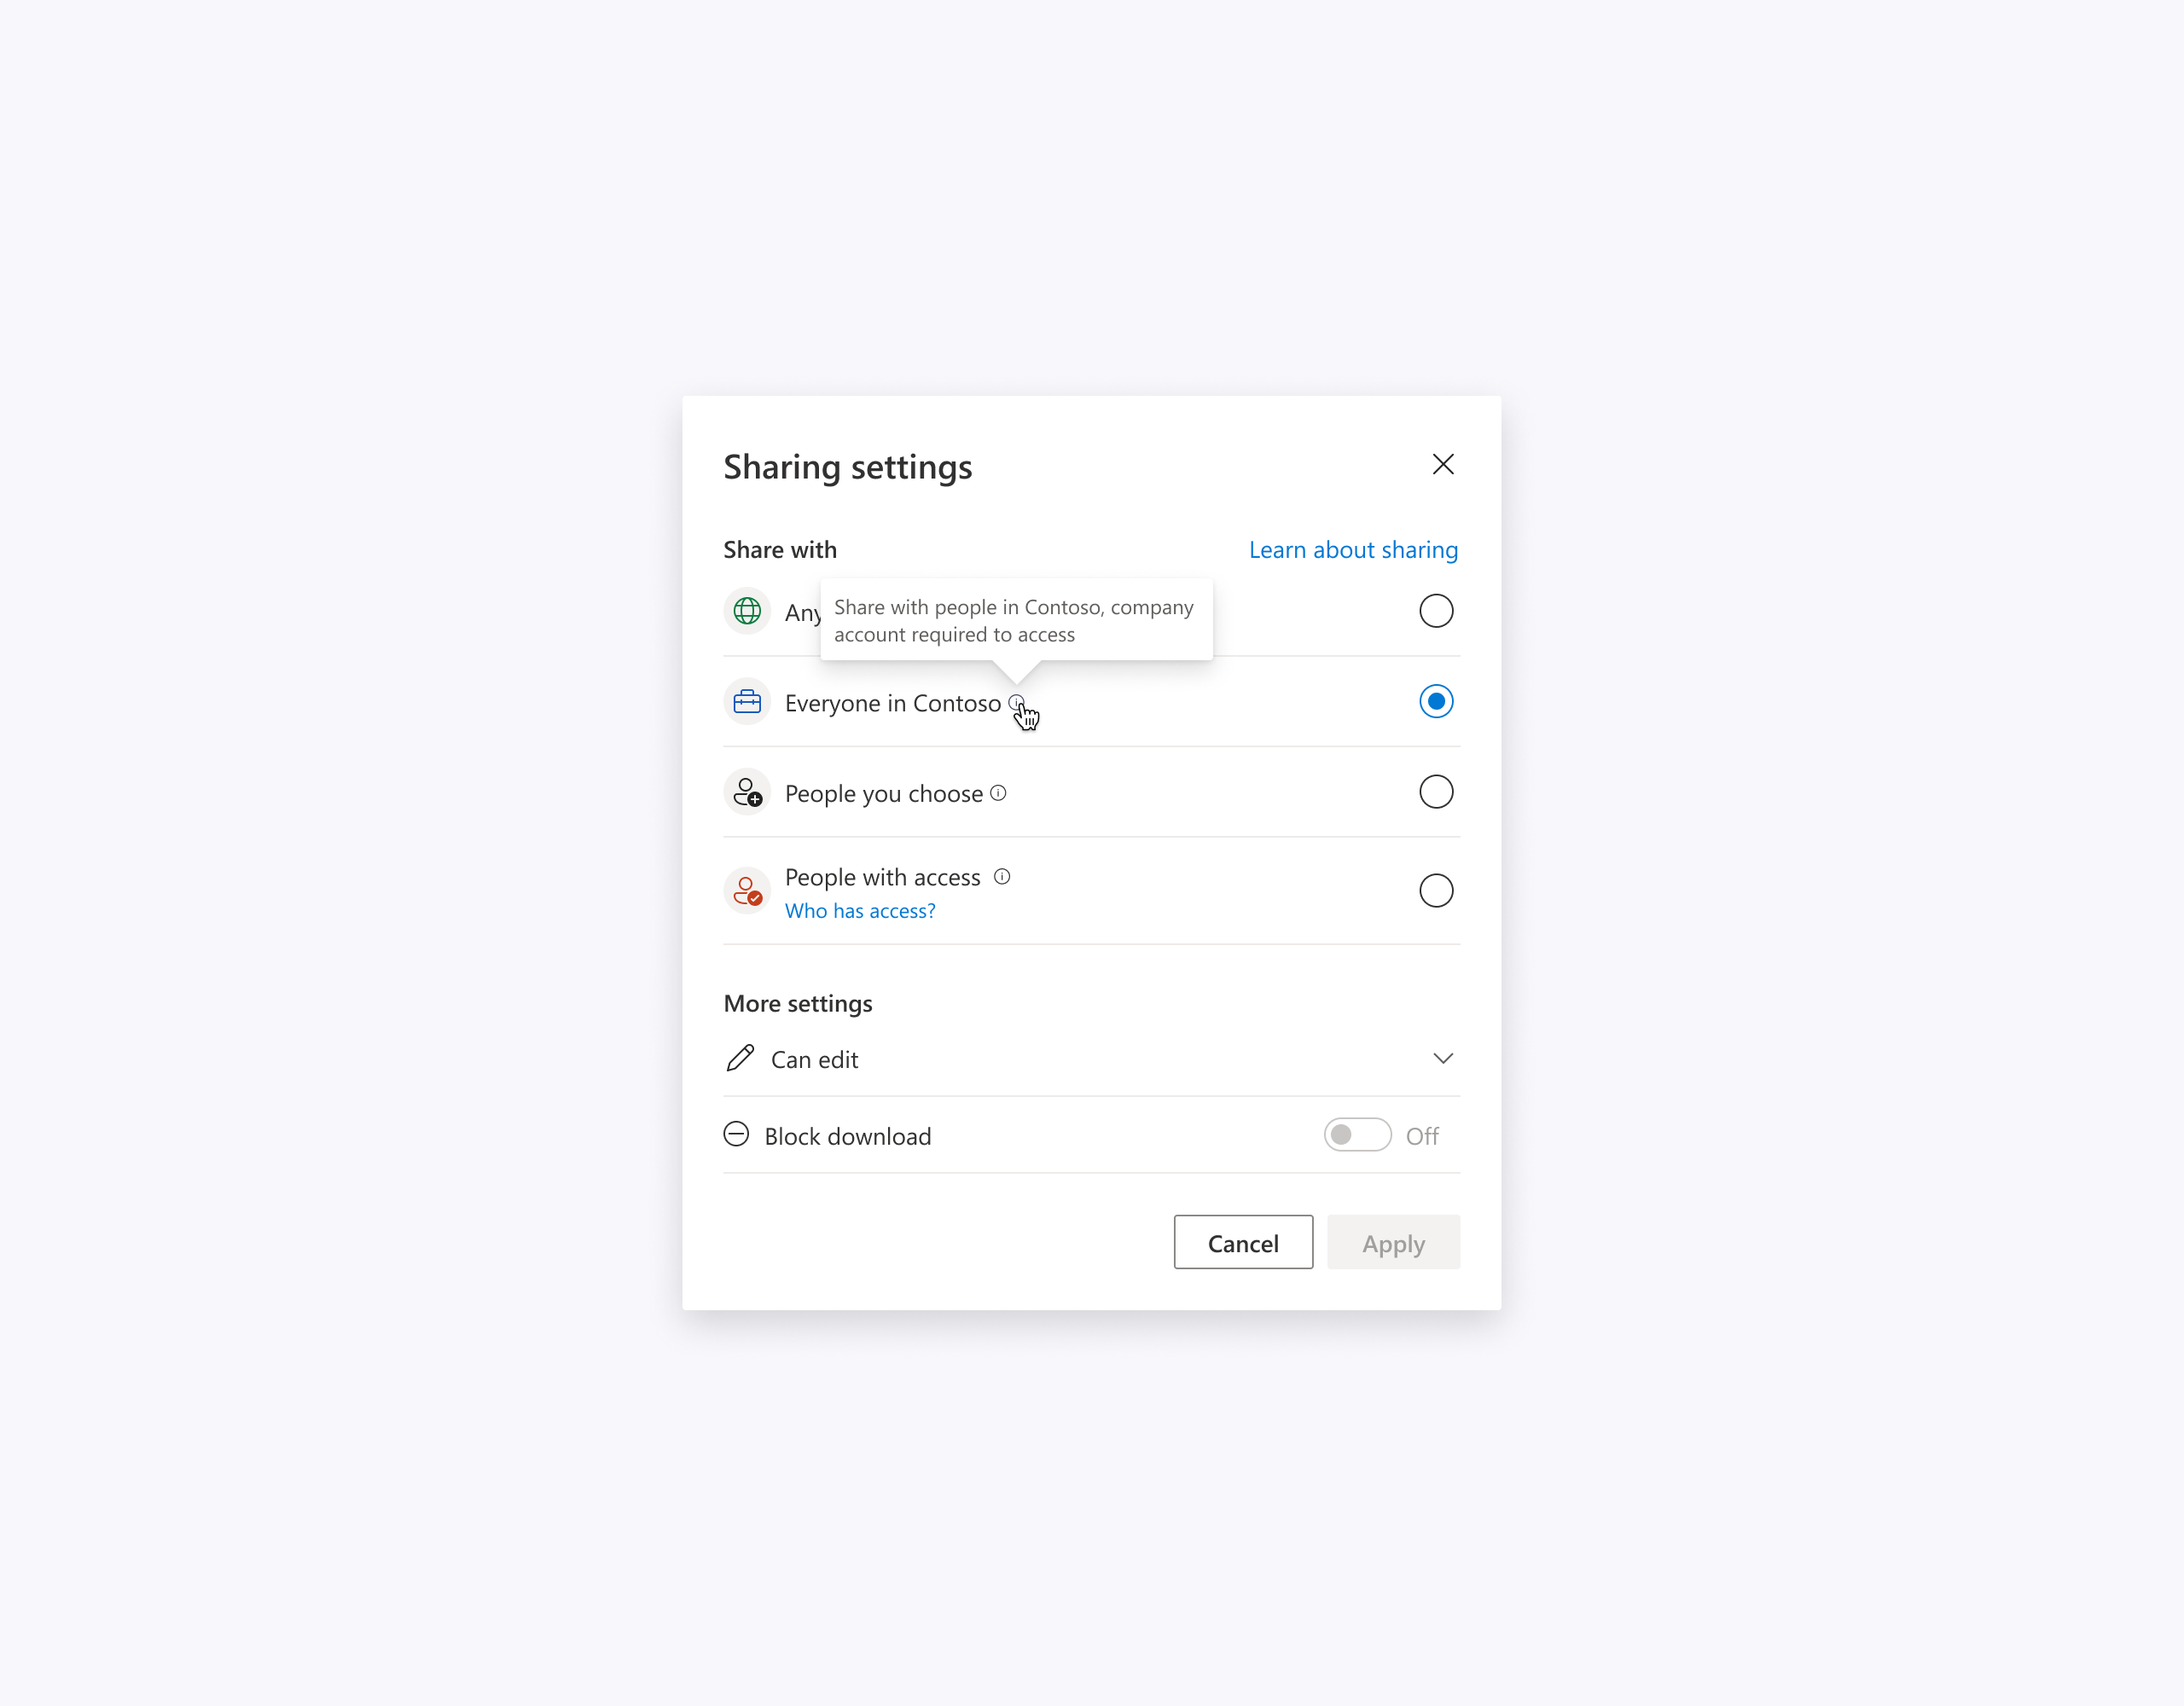 Sharing settings
Share with
Learn about sharing
Share with people in Contoso, company
account required to access
Everyone in Contoso
People you choose
People with access
Who has access?
More settings
Can edit
Block download
Off
Cancel
Apply